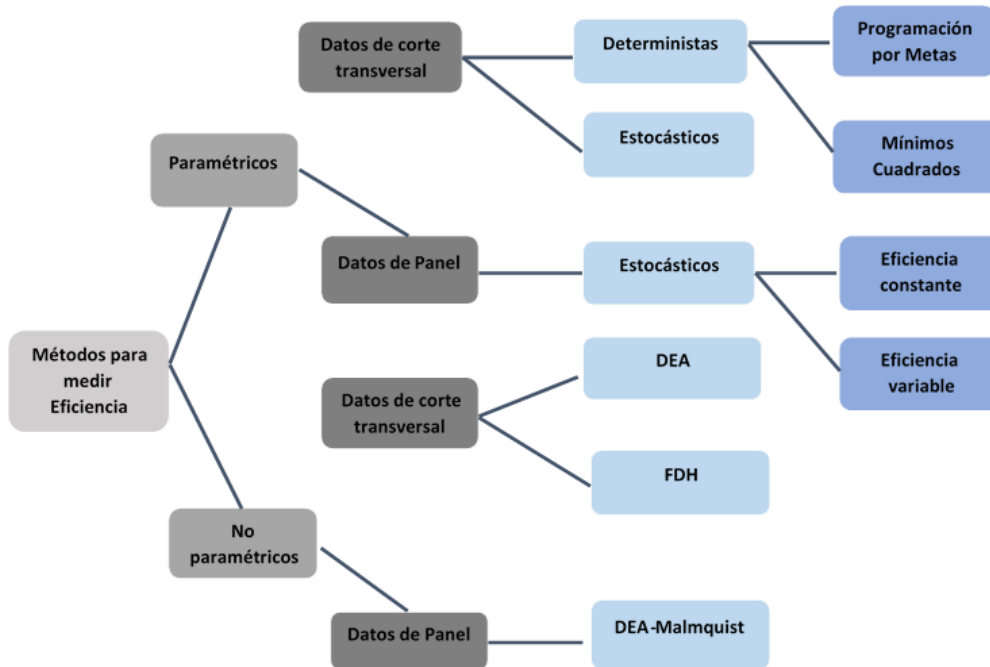 Datos de corte
transversal
Deterministas
Programación
por Metas
Estocásticos
Mínimos
Cuadrados
Paramétricos
Datos de Panel
Estocásticos
Eficiencia
constante
Eficiencia
variable
Métodos para
medir
Eficiencia
Datos de corte
transversal
DEA
FDH
No
paramétricos
Datos de Panel
DEA-Malmquist